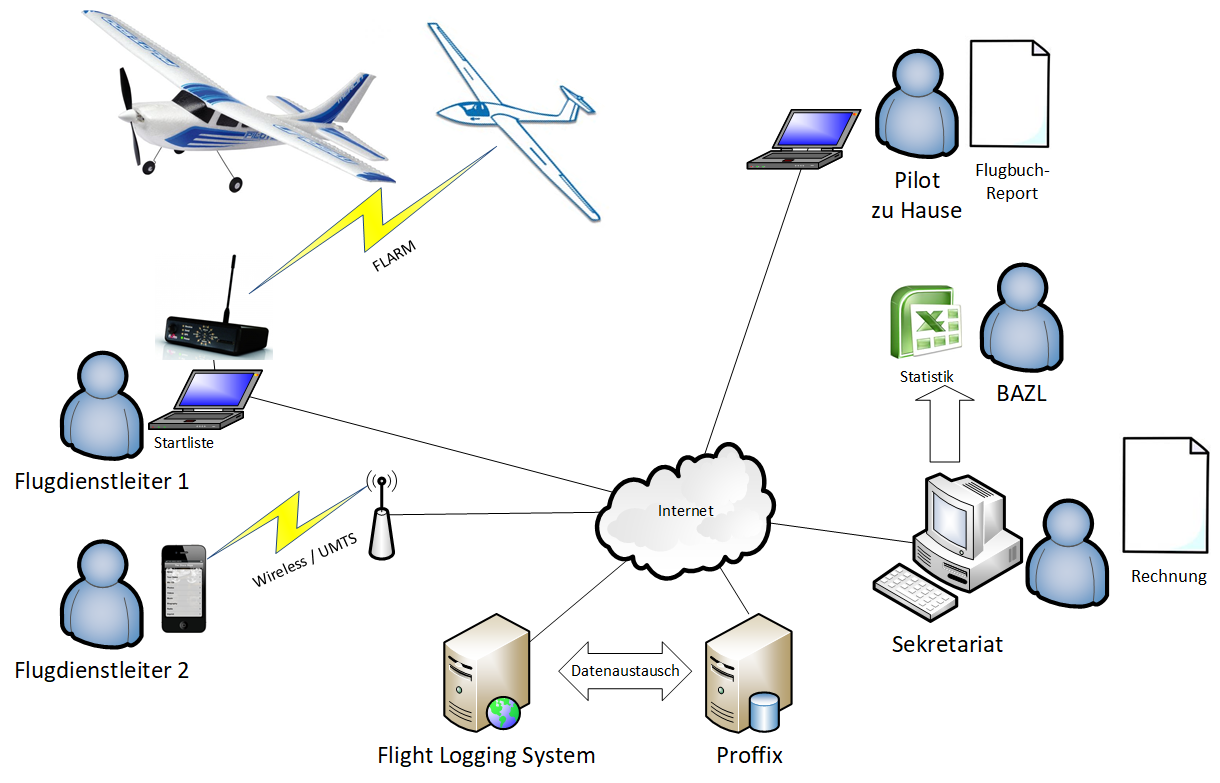 FLARM
Pilot
zu Hause
Flugbuch-
Report
Statistik
BAZL
Startliste
Flugdienstleiter 1
Internet
Wireless / UMTS
Flugdienstleiter 2
Sekretariat
Rechnung
Datenaustausch
Flight Logging System
Proffix